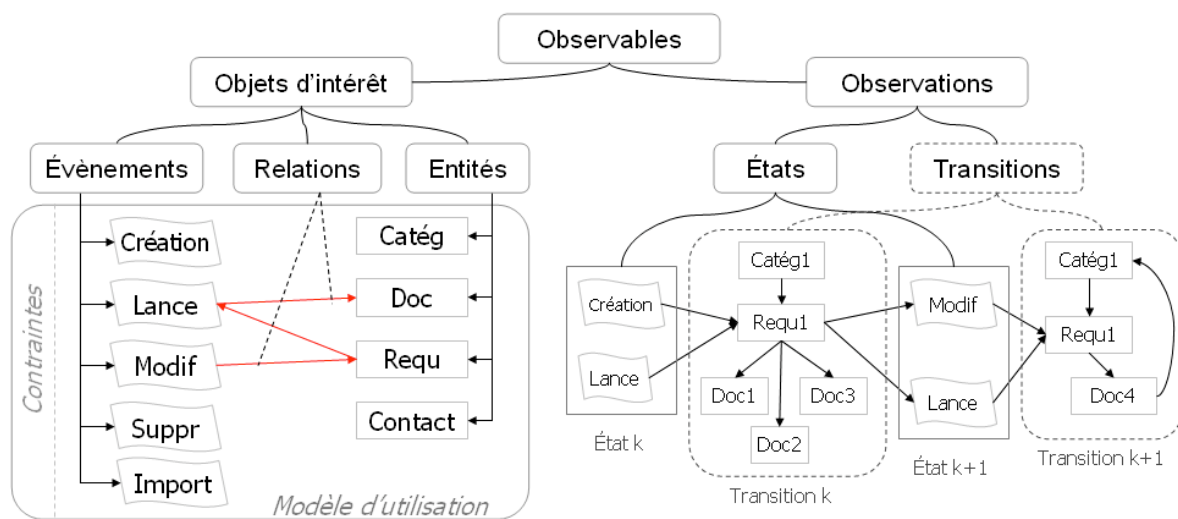 Observables
Objets d'intérêt
Observations
Évènements
Relations
Entités
États
Transitions
Contraintes
Création
Lance
Modif
Suppr
Import
Catég
Doc
Requ
Contact
Modèle d'utilisation
Création
Lance
État k
Catég1
Requ1
Doc1
Doc3
Doc2
Transition k
Modif
Lance
État k+1
Catég1
Requ1
Doc4
Transition k+1